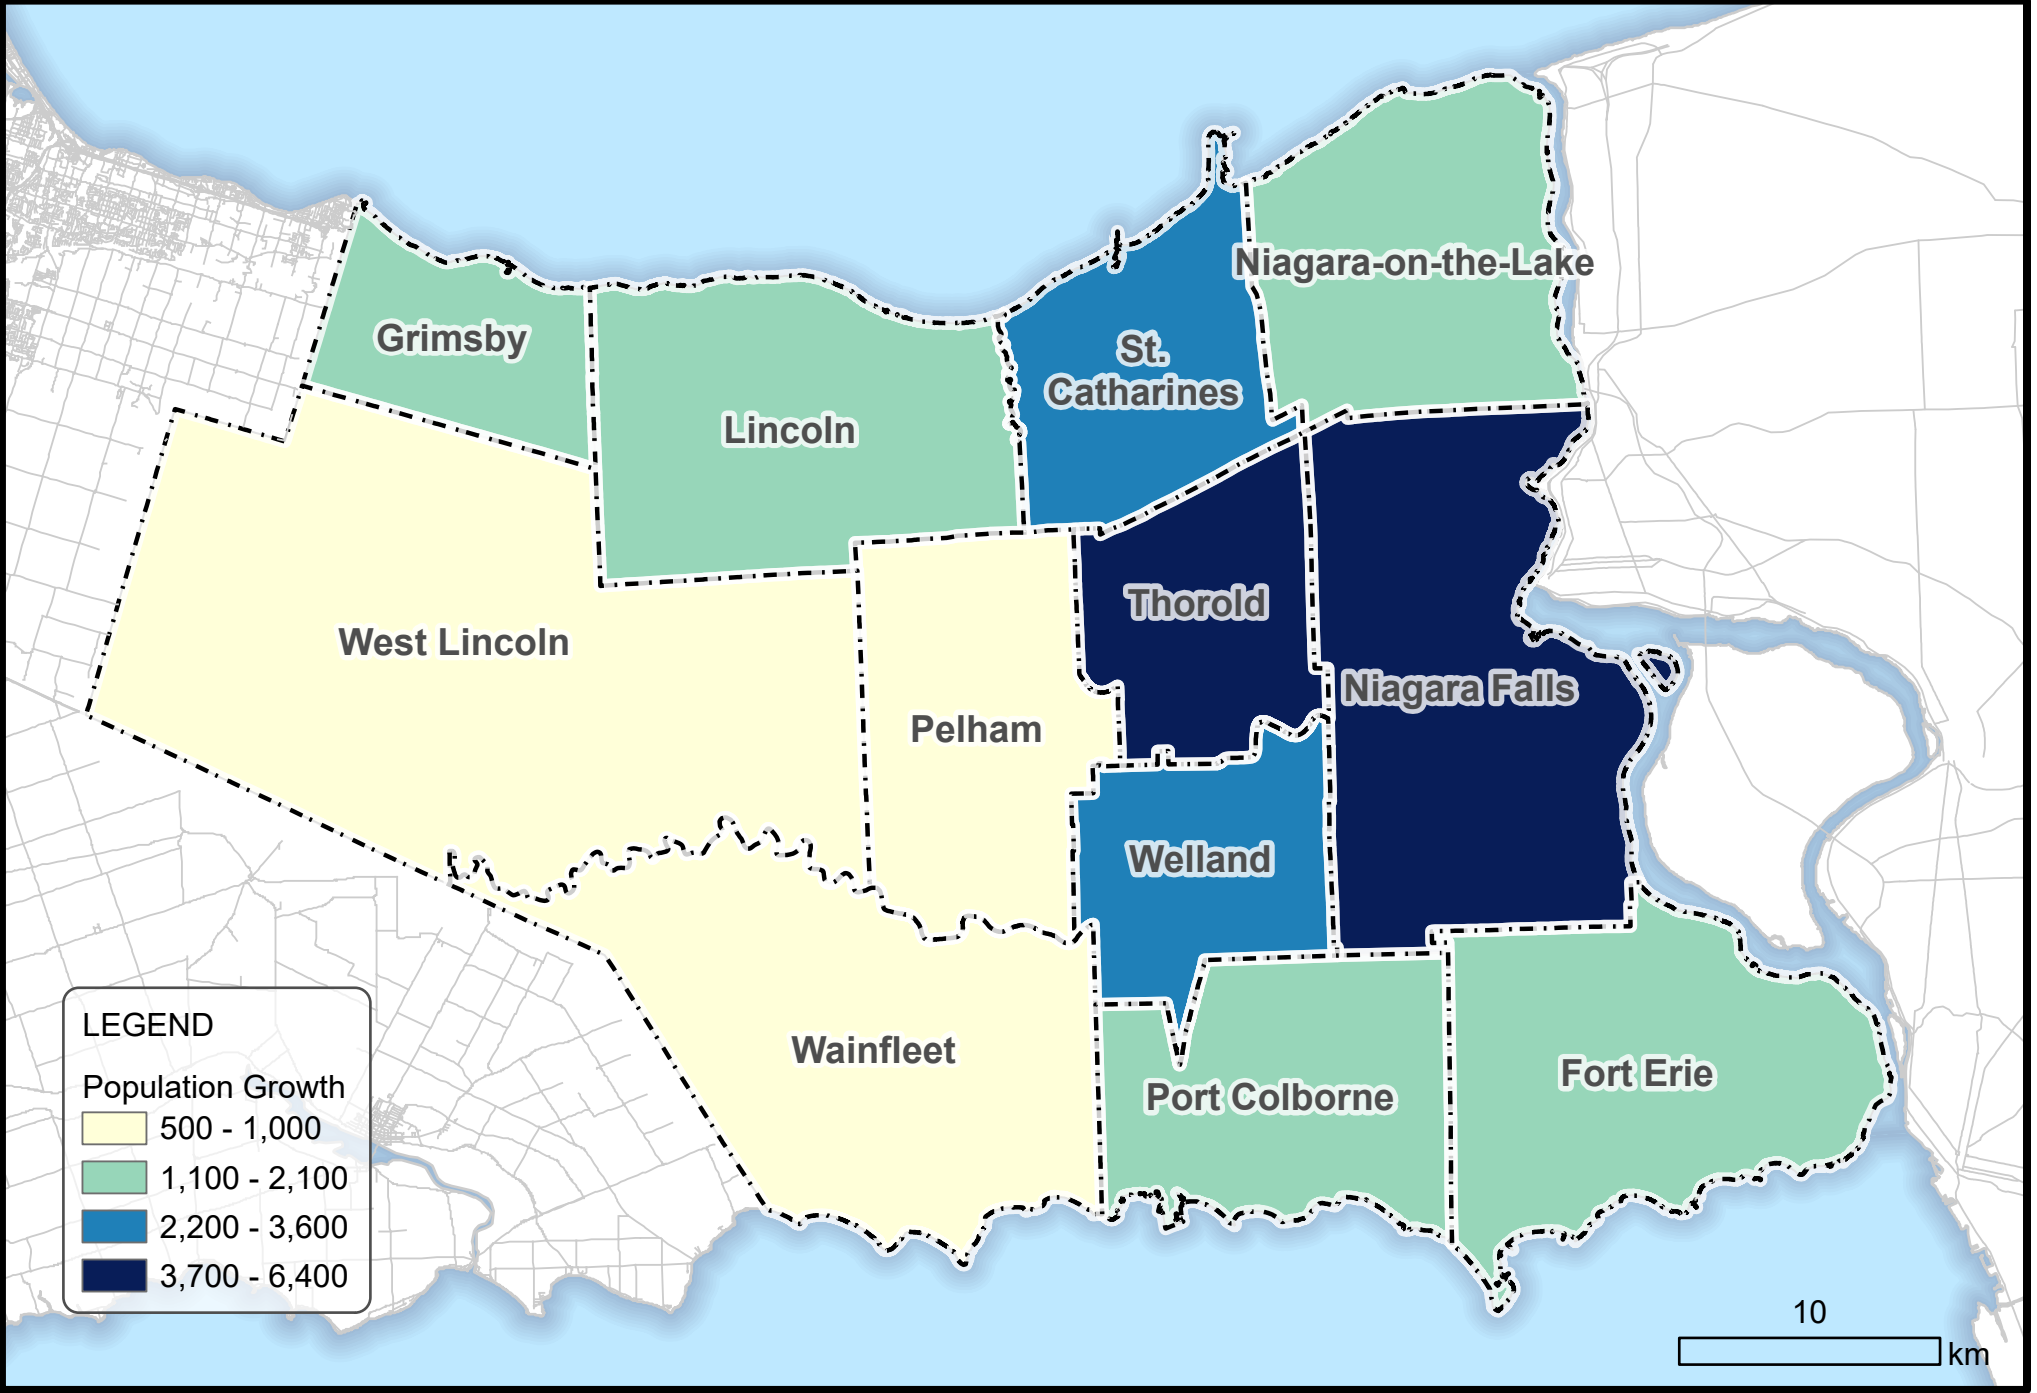 Niagara-on-the-Lake
Grimsby
St.
Catharines
Lincoln
Thorold
West Lincoln
Niagara Falls
Pelham
Welland
Wainfleet
Fort Erie
Port Colborne
LEGEND
Population Growth
500 - 1,000
1,100 - 2,100
2,200 - 3,600
3,700 - 6,400
10
km